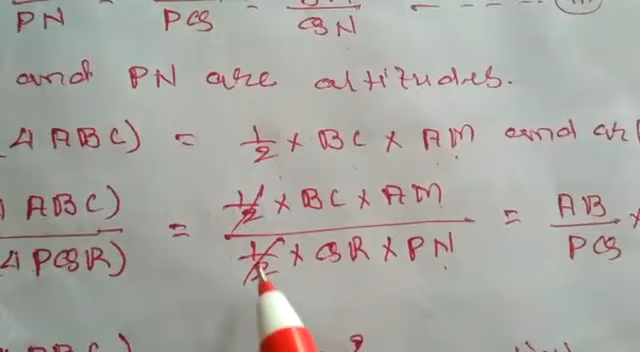 PN PQ QN - - - - - (iii)
and PN are altitudes.
ΔABC) = 1/2 × BC × AM and ar
ABC) / ΔPQR) = 1/2 × BC × AM / 1/2 × QR × PN = AB / PQ ×